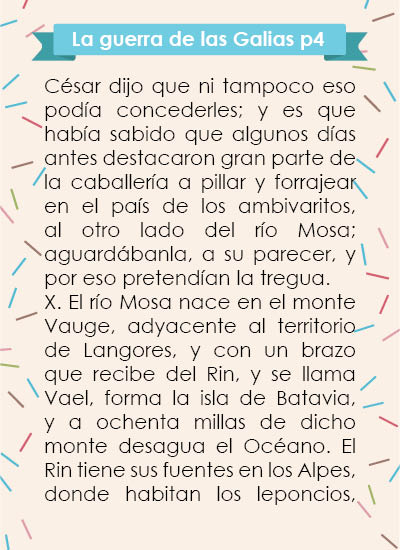 La guerra de las Galias p4
César dijo que ni tampoco eso
podía concederles; y es que
había sabido que algunos días
antes destacaron gran parte de
la caballería a pillar y forrajear
en el país de los ambivaritos,
al otro lado del río Mosa;
aguardábanla, a su parecer, y
por eso pretendían la tregua.
X. El río Mosa nace en el monte
Vauge, adyacente al territorio
de Langores, y con un brazo
que recibe del Rin, y se llama
Vael, forma la isla de Batavia,
y a ochenta millas de dicho
monte desagua el Océano. El
Rin tiene sus fuentes en los Alpes,
donde habitan los leponcios,